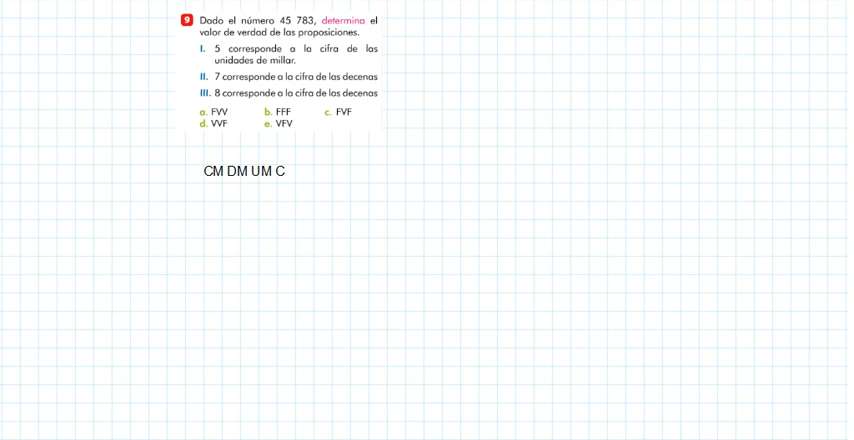 9 Dado el número 45 783, determina el
valor de verdad de las proposiciones.
I. 5 corresponde a la cifra de las
unidades de millar.
II. 7 corresponde a la cifra de las decenas
III. 8 corresponde a la cifra de las decenas
a. FVV b. FFF c. FVF
d. VVF e. VFV
CM DM UM C